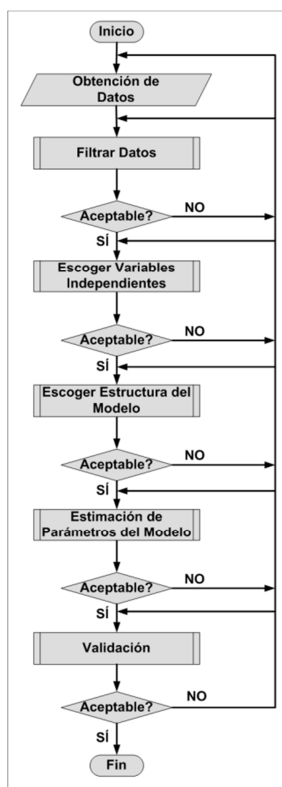 Inicio
Obtención de
Datos
Filtrar Datos
Aceptable?
NO
SÍ
Escoger Variables
Independientes
Aceptable?
NO
SÍ
Escoger Estructura del
Modelo
Aceptable?
NO
SÍ
Estimación de
Parámetros del Modelo
Aceptable?
NO
SÍ
Validación
Aceptable?
NO
SÍ
Fin